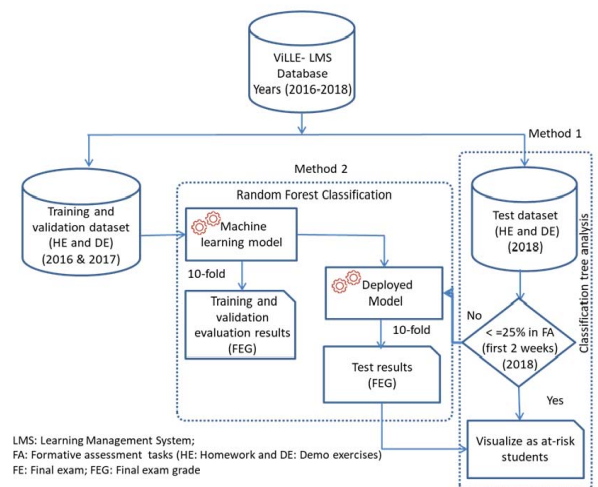 ViLLE- LMS
Database
Years (2016-2018)
Method 1
Method 2
Training and
validation dataset
(HE and DE)
(2016 & 2017)
Random Forest Classification
Machine
learning model
10-fold
Training and
validation
evaluation results
(FEG)
Deployed
Model
10-fold
Test results
(FEG)
Test dataset
(HE and DE)
(2018)
Classification tree analysis
No
< =25% in FA
(first 2 weeks)
(2018)
Yes
Visualize as at-risk
students
LMS: Learning Management System;
FA: Formative assessment tasks (HE: Homework and DE: Demo exercises)
FE: Final exam; FEG: Final exam grade